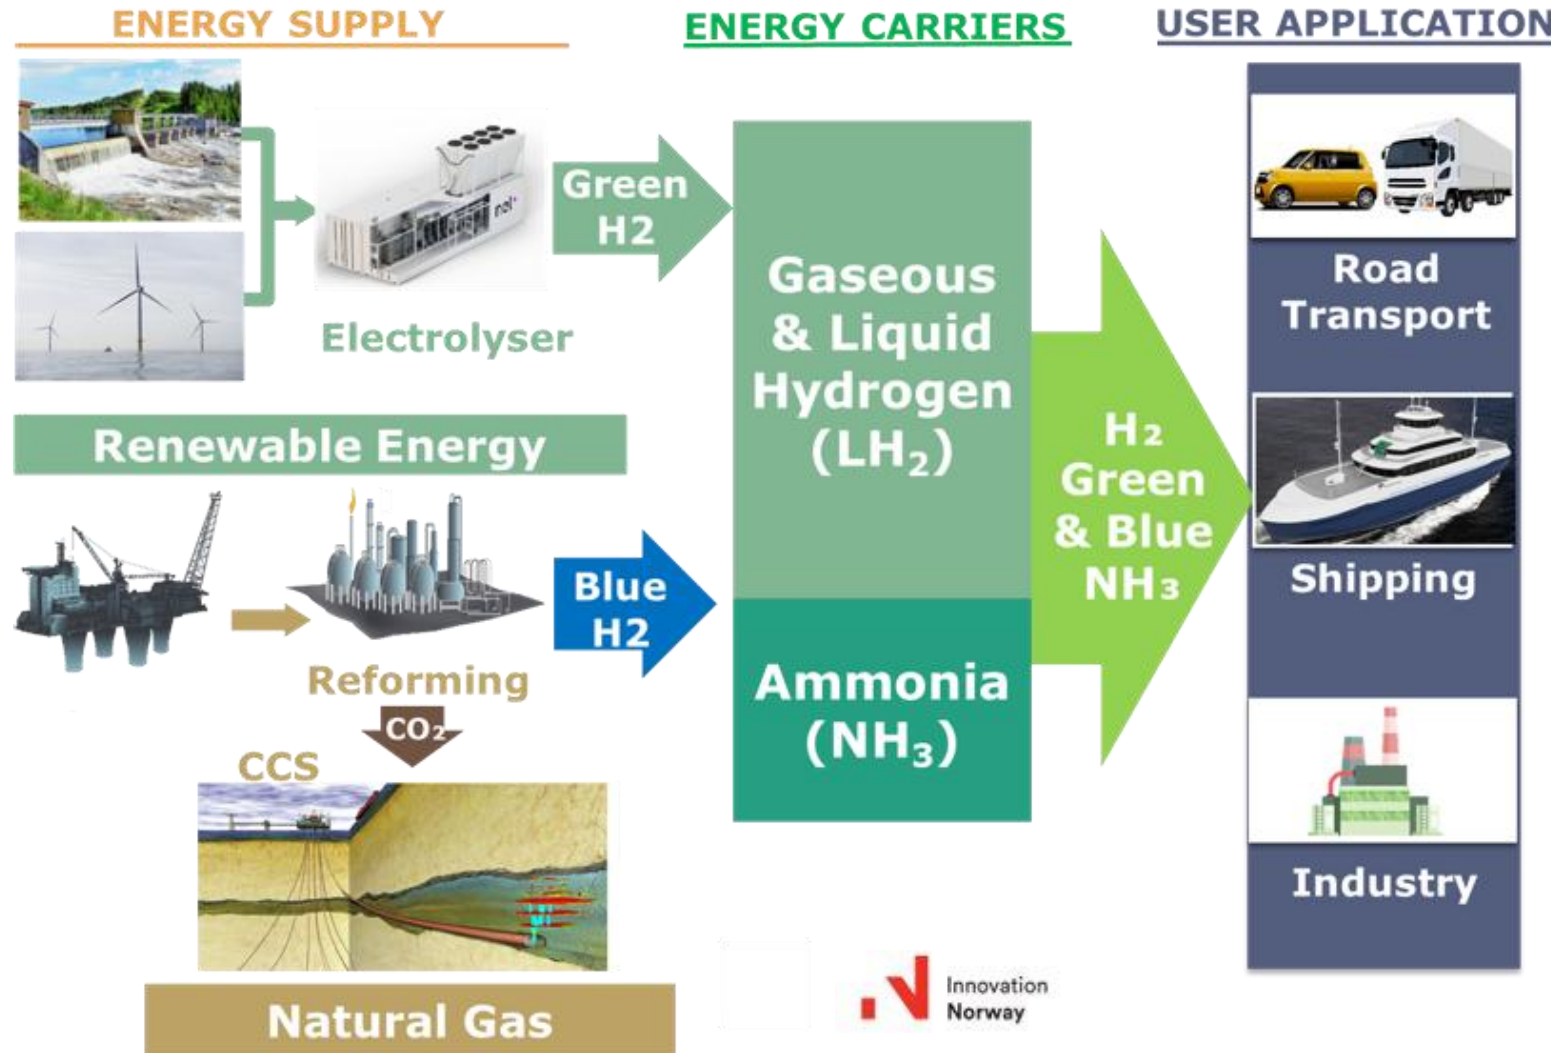 ENERGY SUPPLY
ENERGY CARRIERS
USER APPLICATION
nel
Electrolyser
Green
H2
Renewable Energy
Reforming
Blue
H2
CO₂
CCS
Natural Gas
Gaseous
& Liquid
Hydrogen
(LH₂)
Ammonia
(NH₃)
H₂
Green
& Blue
NH₃
Road
Transport
Shipping
Industry
Innovation
Norway